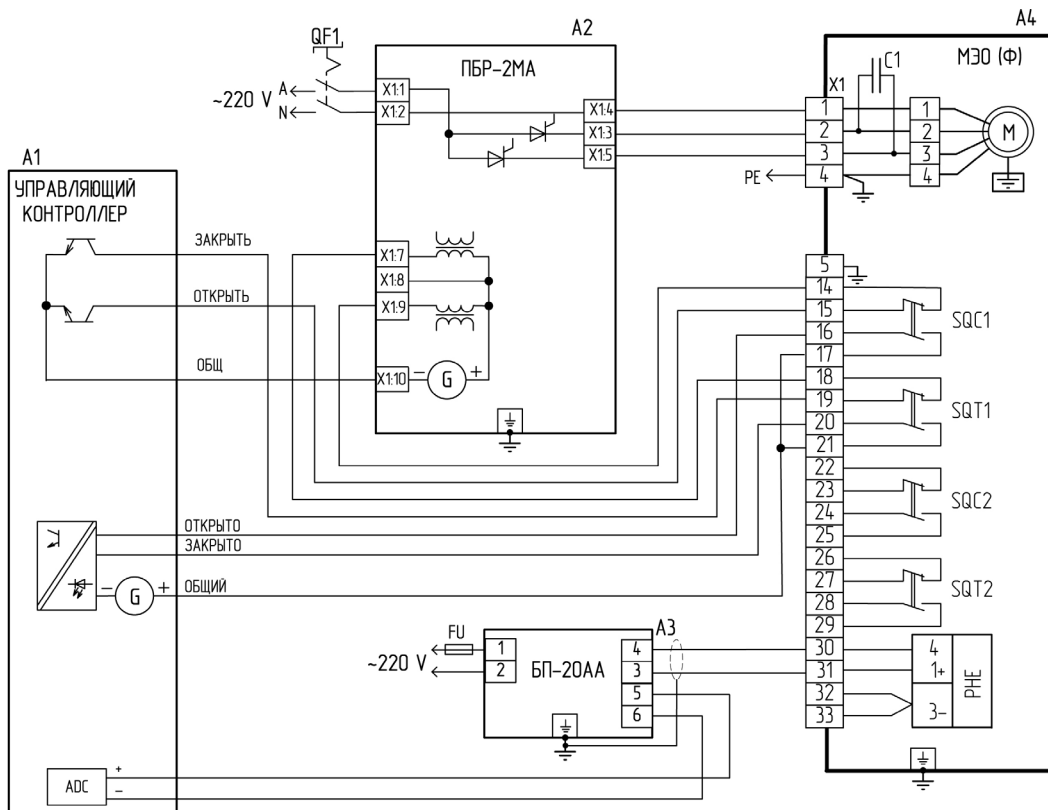 A1
УПРАВЛЯЮЩИЙ
КОНТРОЛЛЕР
ЗАКРЫТЬ
ОТКРЫТЬ
ОБЩ
ОТКРЫТО
ЗАКРЫТО
− G + ОБЩИЙ
ADC
+
−
QF1
A
~220 V
N
A2
ПБР-2МА
X1:1
X1:2
X1:4
X1:3
X1:5
X1:7
X1:8
X1:9
X1:10
− G +
A3
FU
~220 V
БП-20АА
1
2
4
3
5
6
A4
МЭО (Ф)
X1
C1
1
2
3
4
PE
1
2
3
4
M
5
14
15
16
17
18
19
20
21
22
23
24
25
26
27
28
29
30
31
32
33
SQC1
SQT1
SQC2
SQT2
4
1+
3−
РНЕ